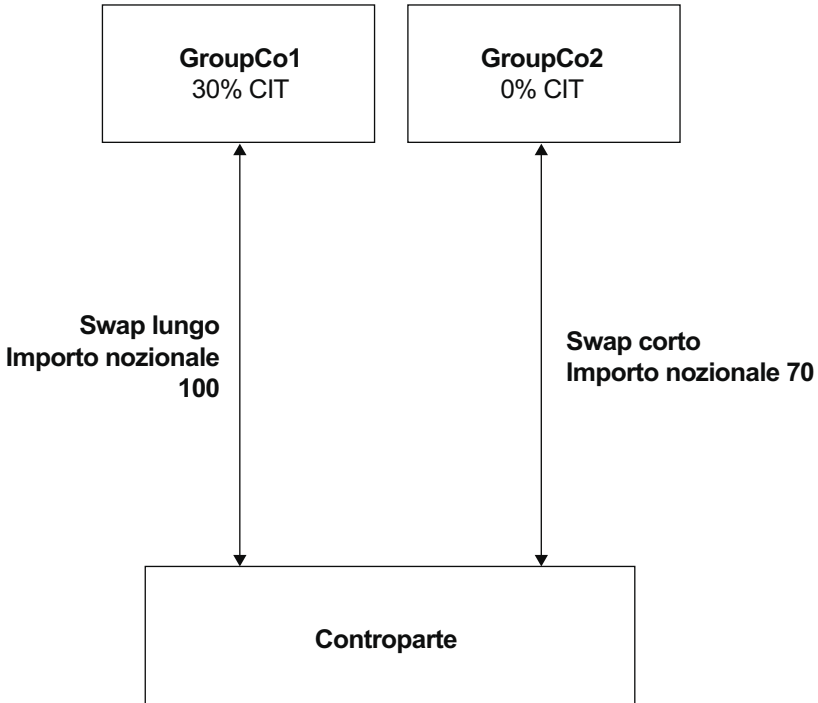 GroupCo1
30% CIT
GroupCo2
0% CIT
Swap lungo
Importo nozionale
100
Swap corto
Importo nozionale 70
Controparte